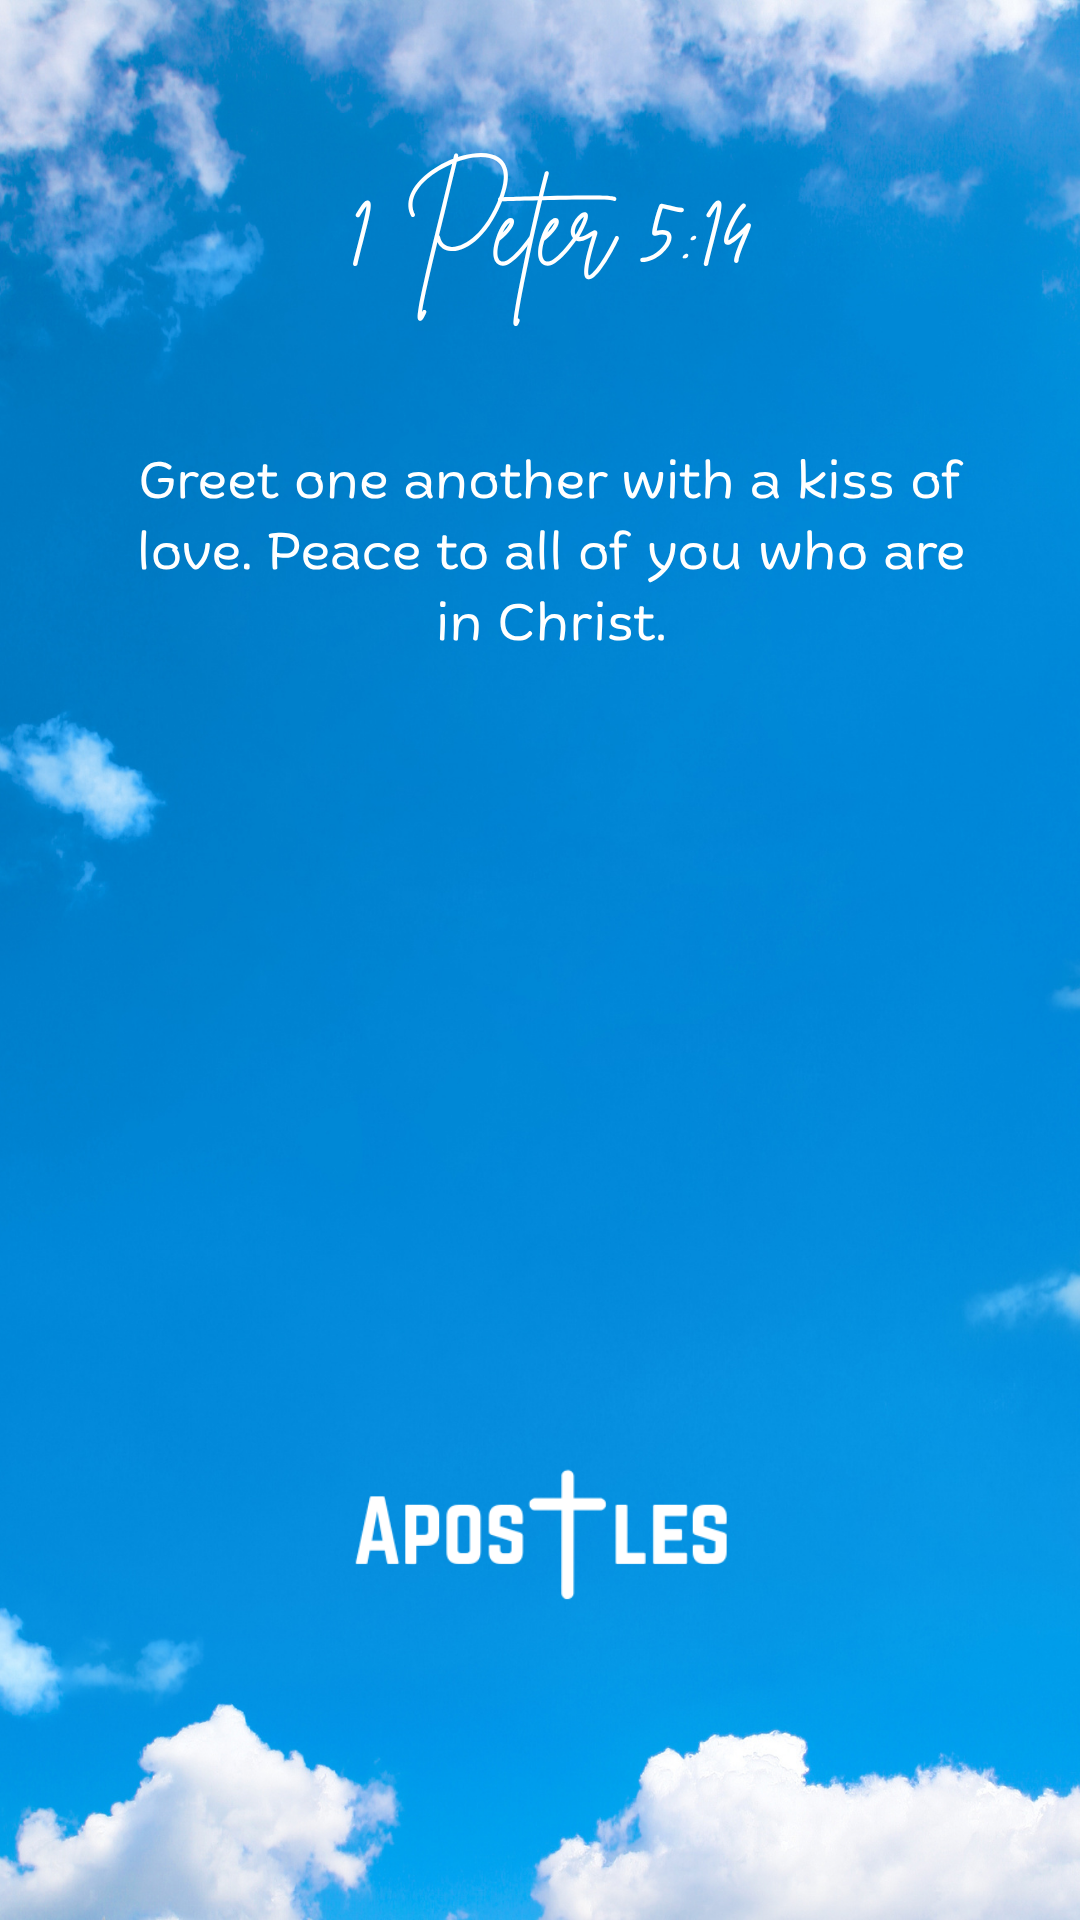 1 Peter 5:14
Greet one another with a kiss of
love. Peace to all of you who are
in Christ.
APOSTLES